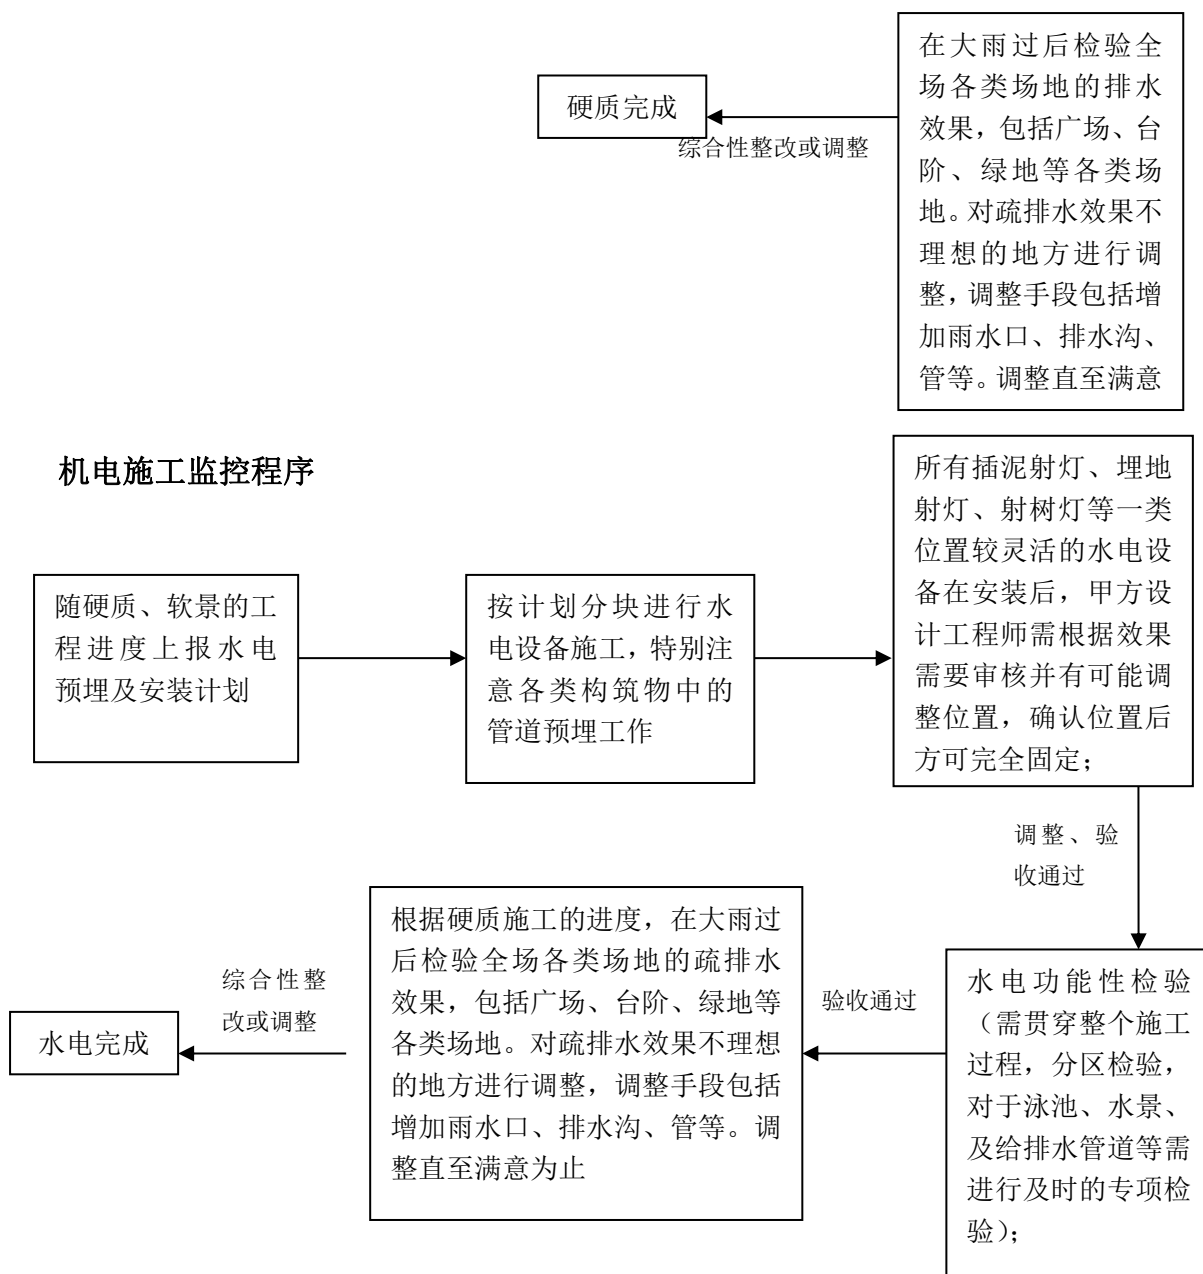 硬质完成
综合性整改或调整
在大雨过后检验全
场各类场地的排水
效果，包括广场、台
阶、绿地等各类场
地。对疏排水效果不
理想的地方进行调
整，调整手段包括增
加雨水口、排水沟、
管等。调整直至满意
机电施工监控程序
随硬质、软景的工
程进度上报水电
预埋及安装计划
按计划分块进行水
电设备施工，特别注
意各类构筑物中的
管道预埋工作
所有插泥射灯、埋地
射灯、射树灯等一类
位置较灵活的水电设
备在安装后，甲方设
计工程师需根据效果
需要审核并有可能调
整位置，确认位置后
方可完全固定；
调整、验
收通过
水电功能性检验
（需贯穿整个施工
过程，分区检验，
对于泳池、水景、
及给排水管道等需
进行及时的专项检
验）；
验收通过
根据硬质施工的进度，在大雨过
后检验全场各类场地的疏排水
效果，包括广场、台阶、绿地等
各类场地。对疏排水效果不理想
的地方进行调整，调整手段包括
增加雨水口、排水沟、管等。调
整直至满意为止
综合性整
改或调整
水电完成